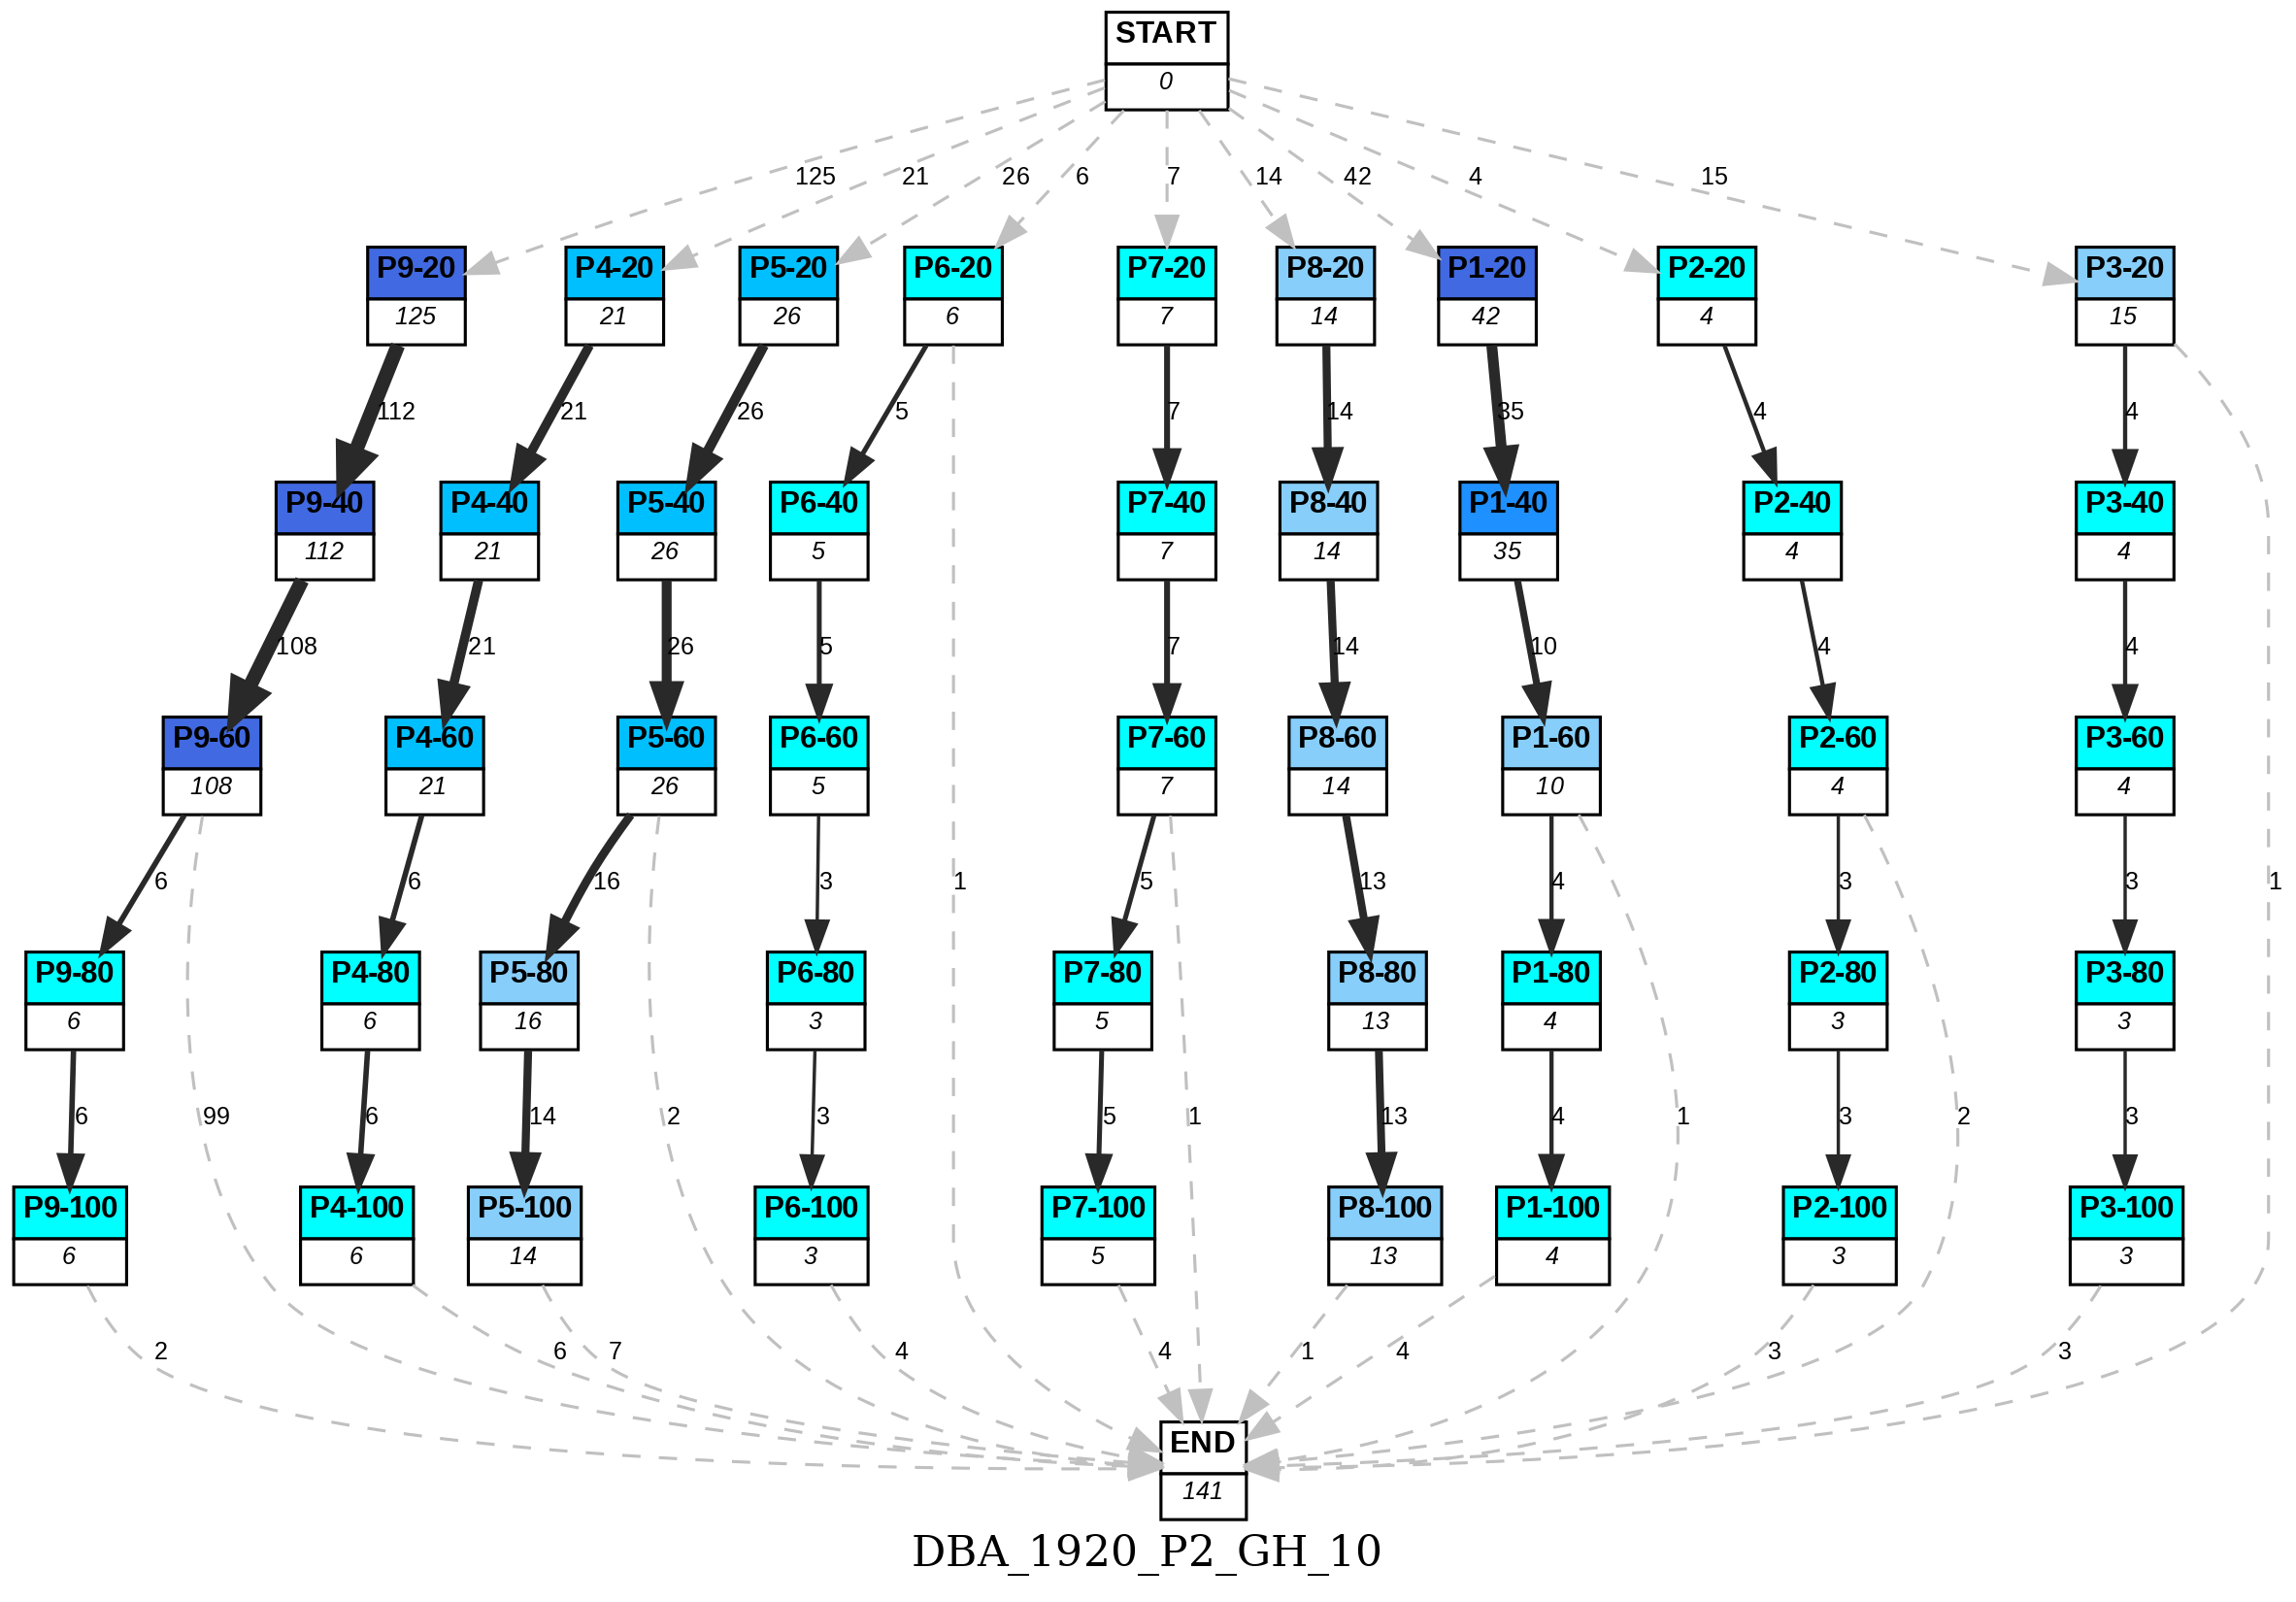 START
0
125
21
26
6
7
14
42
4
15
P9-20
P4-20
P5-20
P6-20
P7-20
P8-20
P1-20
P2-20
P3-20
125
21
26
6
7
14
42
4
15
112
21
26
5
7
14
35
4
4
P9-40
P4-40
P5-40
P6-40
P7-40
P8-40
P1-40
P2-40
P3-40
112
21
26
5
7
14
35
4
4
108
21
26
5
7
14
10
4
4
P9-60
P4-60
P5-60
P6-60
P7-60
P8-60
P1-60
P2-60
P3-60
108
21
26
5
7
14
10
4
4
6
6
16
3
1
5
13
4
3
3
1
P9-80
P4-80
P5-80
P6-80
P7-80
P8-80
P1-80
P2-80
P3-80
6
6
16
3
5
13
4
3
3
6
99
6
14
2
3
5
1
13
4
1
3
2
3
P9-100
P4-100
P5-100
P6-100
P7-100
P8-100
P1-100
P2-100
P3-100
6
6
14
3
5
13
4
3
3
2
6
7
4
4
1
4
3
3
END
141
DBA_1920_P2_GH_10